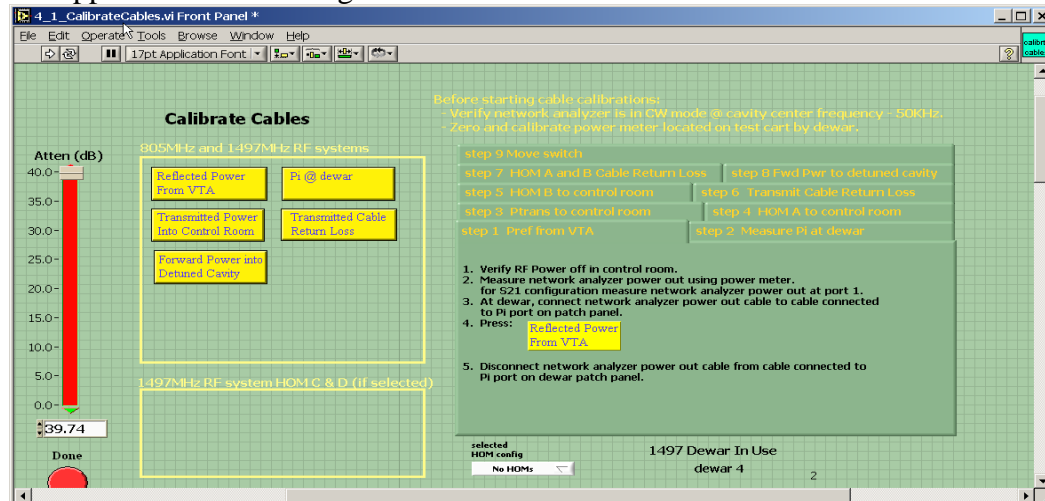 4_1_CalibrateCables.vi Front Panel *
File Edit Operate Tools Browse Window Help
17pt Application Font
calibrt
cable
Before starting cable calibrations:
- Verify network analyzer is in CW mode @ cavity center frequency - 50KHz.
- Zero and calibrate power meter located on test cart by dewar.
Calibrate Cables
Atten (dB)
40.0
35.0
30.0
25.0
20.0
15.0
10.0
5.0
0.0
39.74
Done
805MHz and 1497MHz RF systems
Reflected Power
From VTA
Pi @ dewar
Transmitted Power
Into Control Room
Transmitted Cable
Return Loss
Forward Power into
Detuned Cavity
1497MHz RF system HOM C & D (if selected)
step 9 Move switch
step 7 HOM A and B Cable Return Loss
step 8 Fwd Pwr to detuned cavity
step 5 HOM B to control room
step 6 Transmit Cable Return Loss
step 3 Ptrans to control room
step 4 HOM A to control room
step 1 Pref from VTA
step 2 Measure Pi at dewar
1. Verify RF Power off in control room.
2. Measure network analyzer power out using power meter.
for S21 configuration measure network analyzer power out at port 1.
3. At dewar, connect network analyzer power out cable to cable connected
to Pi port on patch panel.
4. Press:
Reflected Power
From VTA
5. Disconnect network analyzer power out cable from cable connected to
Pi port on dewar patch panel.
selected
HOM config
No HOMs
1497 Dewar In Use
dewar 4
2